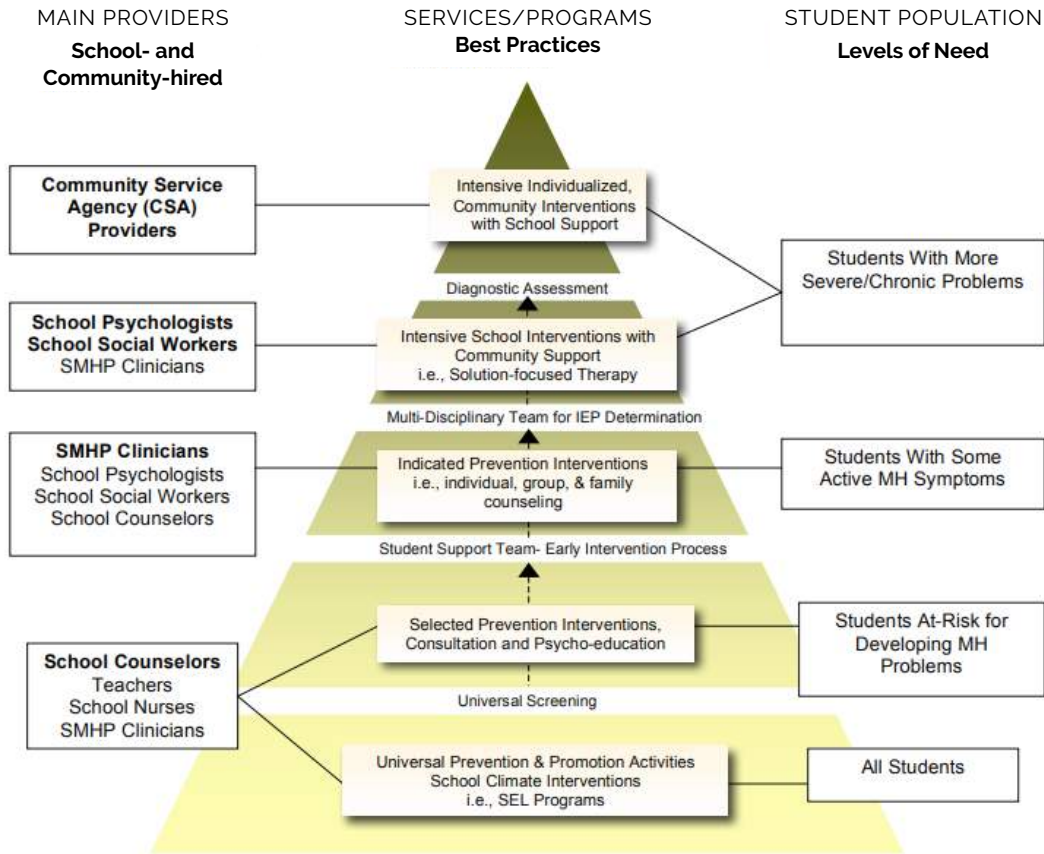 MAIN PROVIDERS
School- and
Community-hired
SERVICES/PROGRAMS
Best Practices
STUDENT POPULATION
Levels of Need
Community Service
Agency (CSA)
Providers
Intensive Individualized,
Community Interventions
with School Support
Students With More
Severe/Chronic Problems
Diagnostic Assessment
School Psychologists
School Social Workers
SMHP Clinicians
Intensive School Interventions with
Community Support
i.e., Solution-focused Therapy
Multi-Disciplinary Team for IEP Determination
SMHP Clinicians
School Psychologists
School Social Workers
School Counselors
Indicated Prevention Interventions
i.e., individual, group, & family
counseling
Students With Some
Active MH Symptoms
Student Support Team- Early Intervention Process
School Counselors
Teachers
School Nurses
SMHP Clinicians
Selected Prevention Interventions,
Consultation and Psycho-education
Students At-Risk for
Developing MH
Problems
Universal Screening
Universal Prevention & Promotion Activities
School Climate Interventions
i.e., SEL Programs
All Students